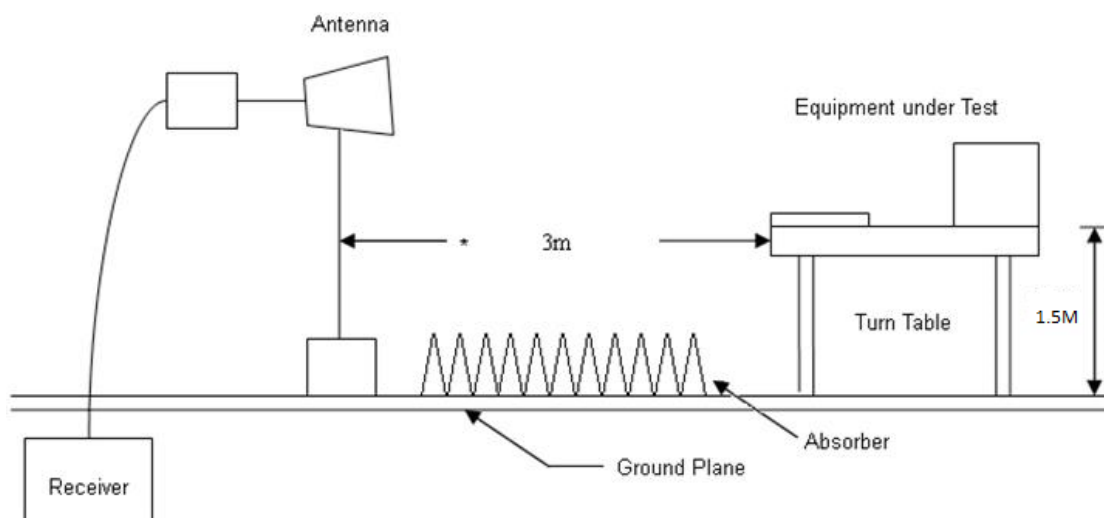 Antenna
Equipment under Test
* 3m
1.5M
Turn Table
Absorber
Ground Plane
Receiver